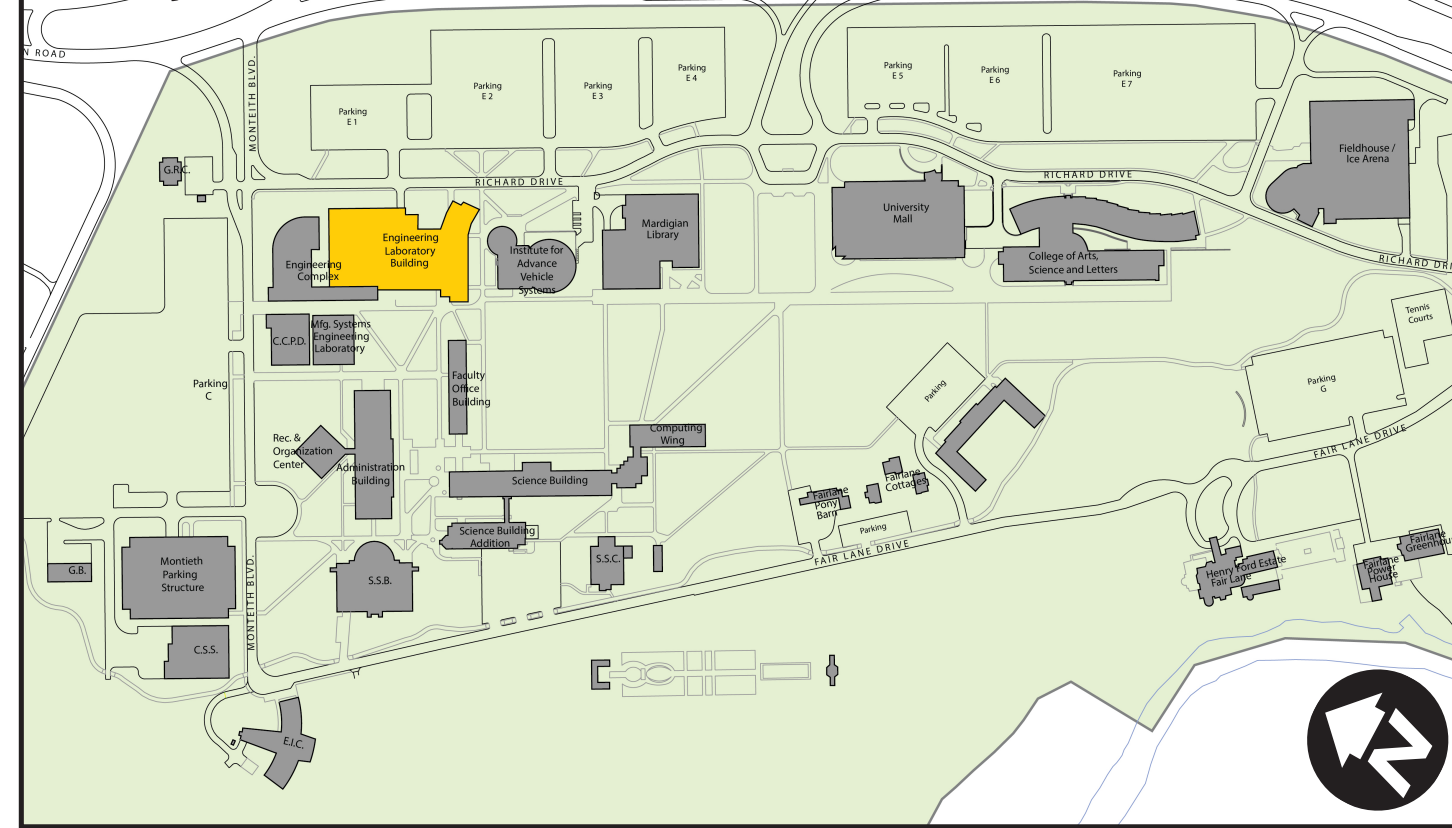 N ROAD
MONTEITH BLVD.
Parking
E 1
Parking
E 2
Parking
E 3
Parking
E 4
Parking
E 5
Parking
E 6
Parking
E 7
Fieldhouse /
Ice Arena
G.R.C.
RICHARD DRIVE
RICHARD DRIVE
RICHARD DRI
Engineering
Laboratory
Building
Engineering
Complex
Institute for
Advance
Vehicle
Systems
Mardigian
Library
University
Mall
College of Arts,
Science and Letters
Tennis
Courts
C.C.P.D.
Mfg. Systems
Engineering
Laboratory
Parking
C
Faculty
Office
Building
Parking
Parking
G
Rec. &
Organization
Center
Administration
Building
Computing
Wing
Science Building
Science Building
Addition
Fairlane
Cottages
Fairlane
Pony
Barn
Parking
FAIR LANE DRIVE
FAIR LANE DRIVE
G.B.
Montieth
Parking
Structure
MONTEITH BLVD.
S.S.B.
S.S.C.
Henry Ford Estate
Fair Lane
Fairlane
Power
House
Fairlane
Greenhou
C.S.S.
E.I.C.
N